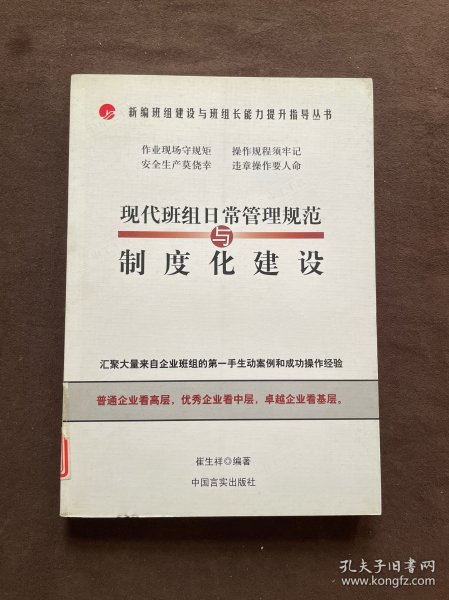 新编班组建设与班组长能力提升指导丛书
作业现场守规矩 操作规程须牢记
安全生产莫侥幸 违章操作要人命
现代班组日常管理规范
与
制度化建设
汇聚大量来自企业班组的第一手生动案例和成功操作经验
普通企业看高层，优秀企业看中层，卓越企业看基层。
崔生祥◎编著
中国言实出版社
孔夫子旧书网
www.kongfz.com